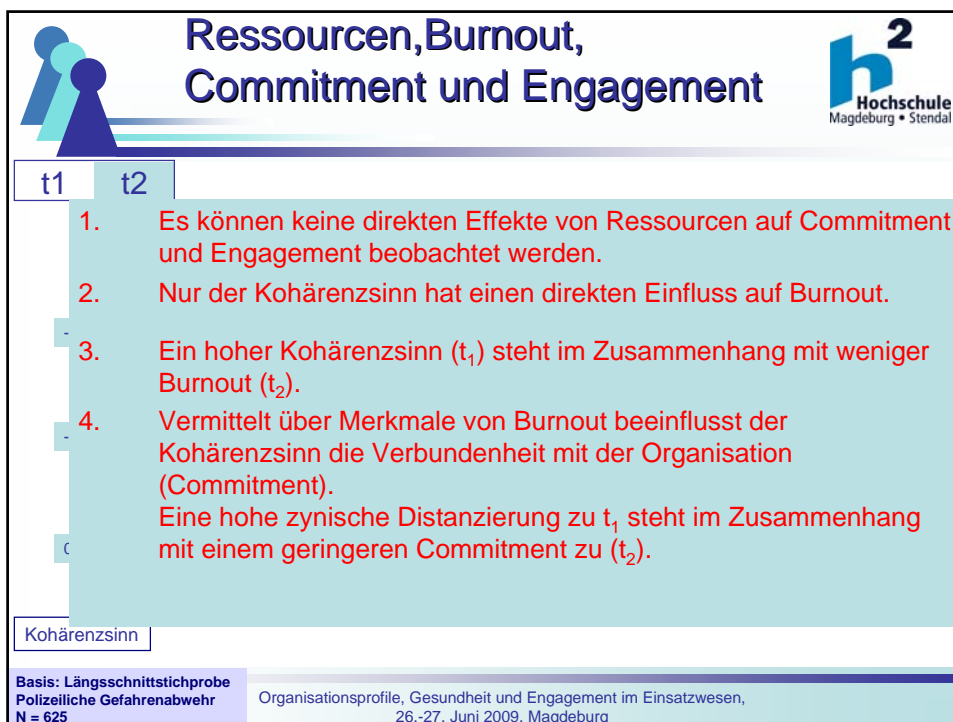 Ressourcen,Burnout,
Commitment und Engagement
h2
Hochschule
Magdeburg • Stendal
t1 t2
1. Es können keine direkten Effekte von Ressourcen auf Commitment
und Engagement beobachtet werden.
2. Nur der Kohärenzsinn hat einen direkten Einfluss auf Burnout.
3. Ein hoher Kohärenzsinn (t₁) steht im Zusammenhang mit weniger
Burnout (t₂).
4. Vermittelt über Merkmale von Burnout beeinflusst der
Kohärenzsinn die Verbundenheit mit der Organisation
(Commitment).
Eine hohe zynische Distanzierung zu t₁ steht im Zusammenhang
mit einem geringeren Commitment zu (t₂).
Kohärenzsinn
Basis: Längsschnittstichprobe
Polizeiliche Gefahrenabwehr
N = 625
Organisationsprofile, Gesundheit und Engagement im Einsatzwesen,
26.-27. Juni 2009, Magdeburg